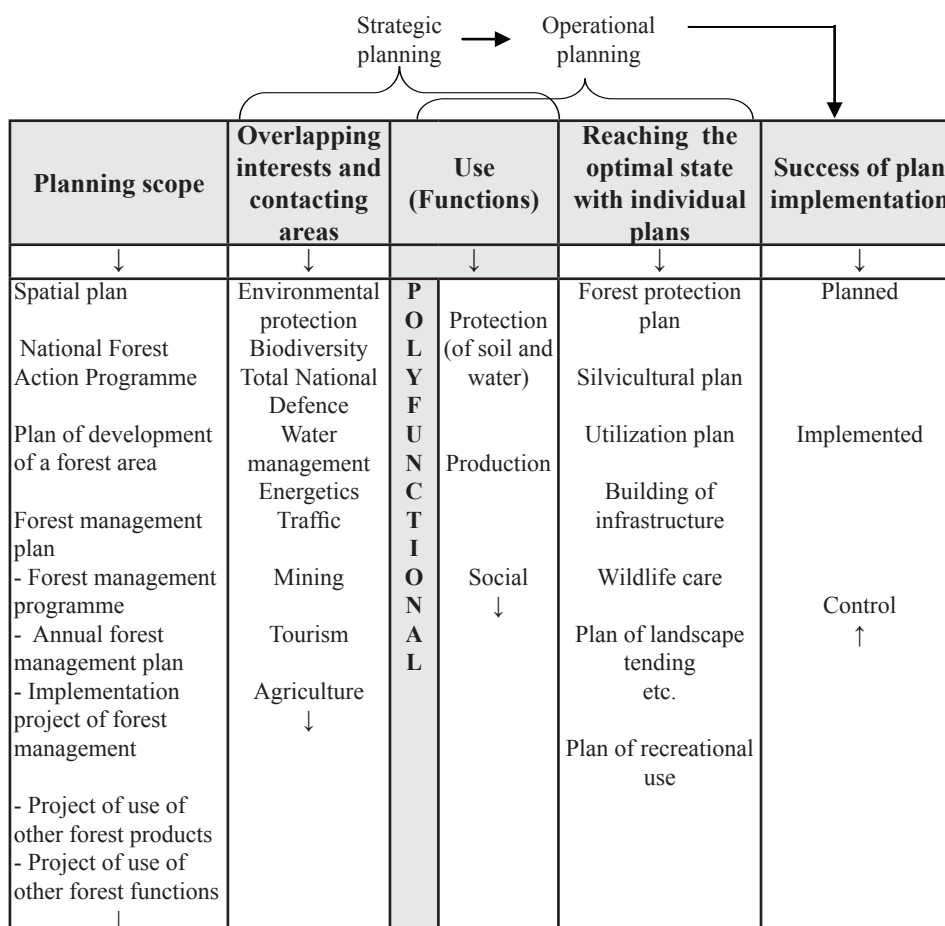 Strategic
planning
Operational
planning
Planning scope
Overlapping
interests and
contacting
areas
Use
(Functions)
Reaching the
optimal state
with individual
plans
Success of plan
implementation
↓ ↓ ↓ ↓ ↓
Spatial plan
National Forest
Action Programme
Plan of development
of a forest area
Forest management
plan
- Forest management
programme
- Annual forest
management plan
- Implementation
project of forest
management
- Project of use of
other forest products
- Project of use of
other forest functions
↓
Environmental
protection
Biodiversity
Total National
Defence
Water
management
Energetics
Traffic
Mining
Tourism
Agriculture
↓
P
O
L
Y
F
U
N
C
T
I
O
N
A
L
Protection
(of soil and
water)
Production
Social
↓
Forest protection
plan
Silvicultural plan
Utilization plan
Building of
infrastructure
Wildlife care
Plan of landscape
tending
etc.
Plan of recreational
use
Planned
Implemented
Control
↑